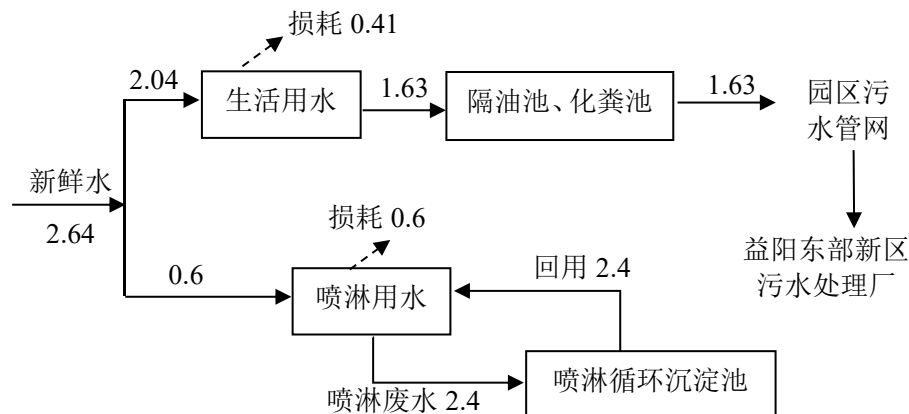 损耗 0.41
2.04
生活用水
1.63
隔油池、化粪池
1.63
园区污
水管网
新鲜水
2.64
损耗 0.6
益阳东部新区
污水处理厂
0.6
喷淋用水
回用 2.4
喷淋废水 2.4
喷淋循环沉淀池